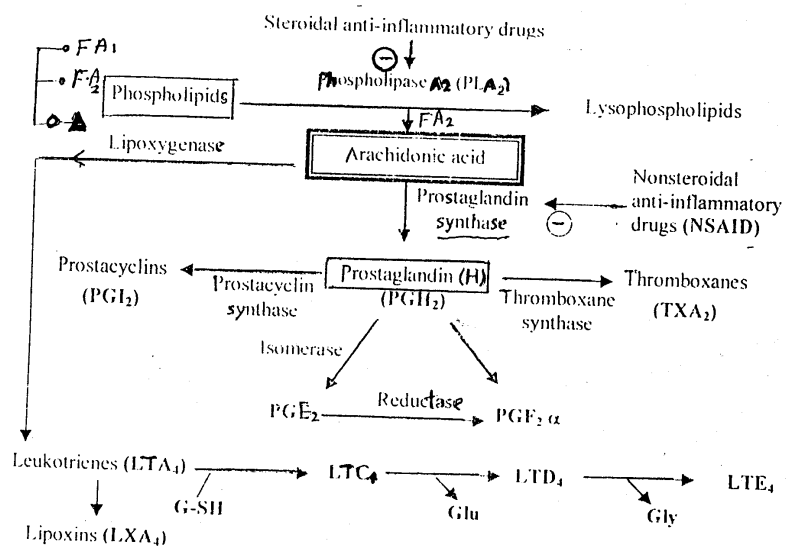 Steroidal anti-inflammatory drugs
FA1
FA2
Phospholipase A2 (PLA2)
Phospholipids
Lysophospholipids
FA2
Lipoxygenase
Arachidonic acid
Prostaglandin
synthase
Nonsteroidal
anti-inflammatory
drugs (NSAID)
Prostacyclins
(PGI2)
Prostacyclin
synthase
Prostaglandin (H)
(PGH2)
Thromboxane
synthase
Thromboxanes
(TXA2)
Isomerase
PGE2
Reductase
PGF2 α
Leukotrienes (LTA4)
G-SH
LTC4
Glu
LTD4
Gly
LTE4
Lipoxins (LXA4)